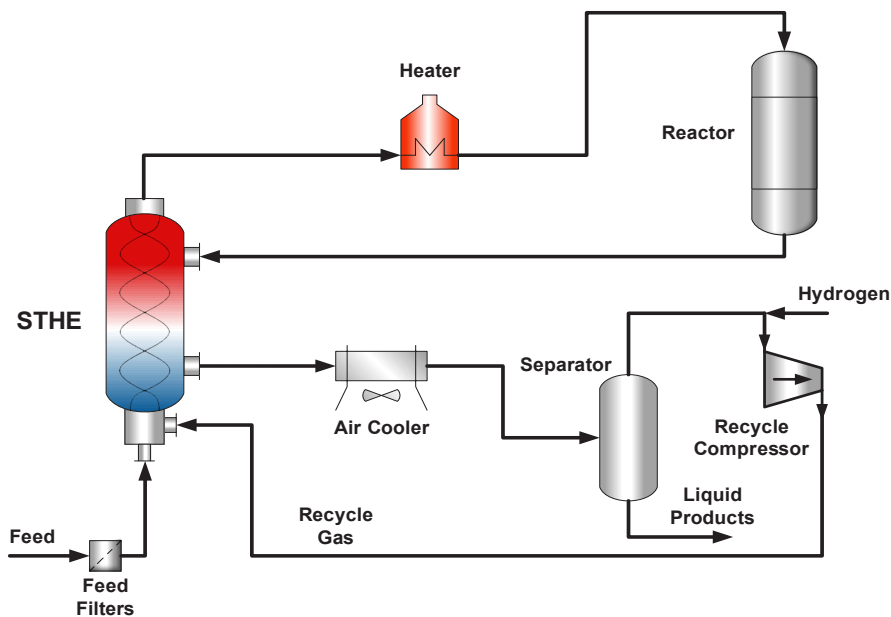 Heater
Reactor
Hydrogen
STHE
Separator
Air Cooler
Recycle
Compressor
Liquid
Products
Recycle
Gas
Feed
Feed
Filters